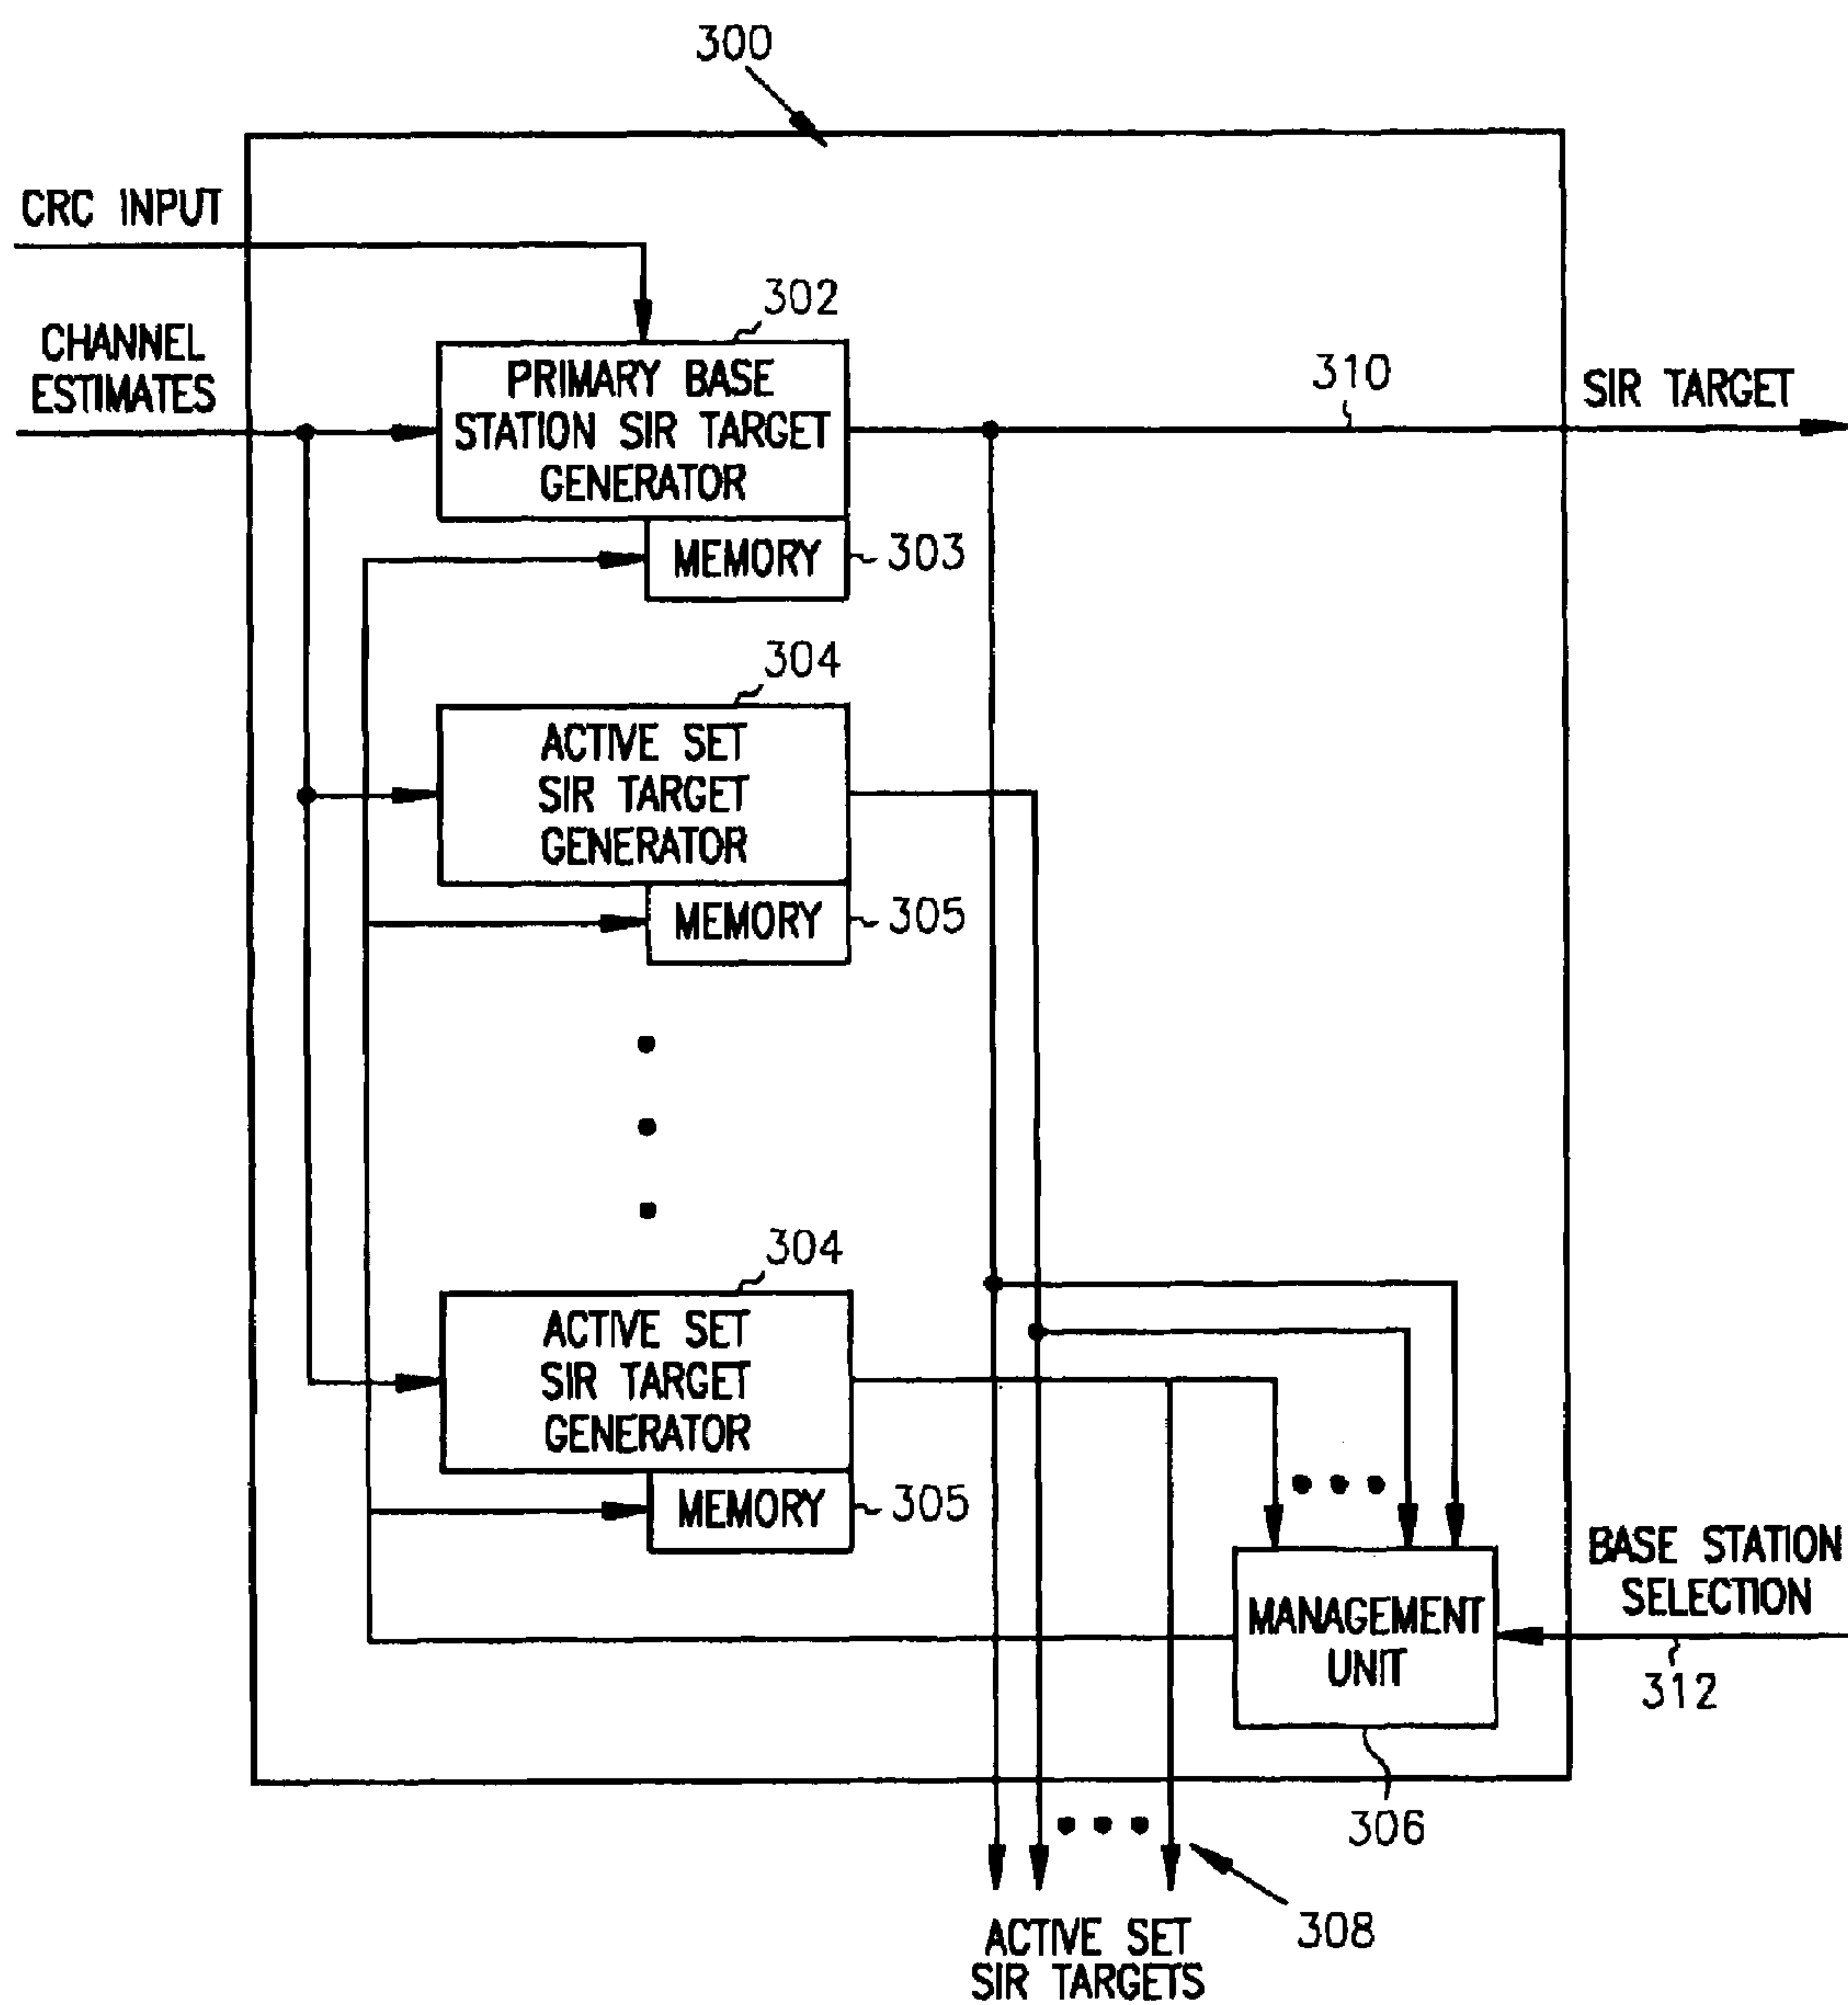 300
CRC INPUT
302
CHANNEL
ESTIMATES
PRIMARY BASE
STATION SIR TARGET
GENERATOR
310
SIR TARGET
MEMORY
303
304
ACTIVE SET
SIR TARGET
GENERATOR
MEMORY
305
304
ACTIVE SET
SIR TARGET
GENERATOR
MEMORY
305
BASE STATION
SELECTION
MANAGEMENT
UNIT
312
306
308
ACTIVE SET
SIR TARGETS